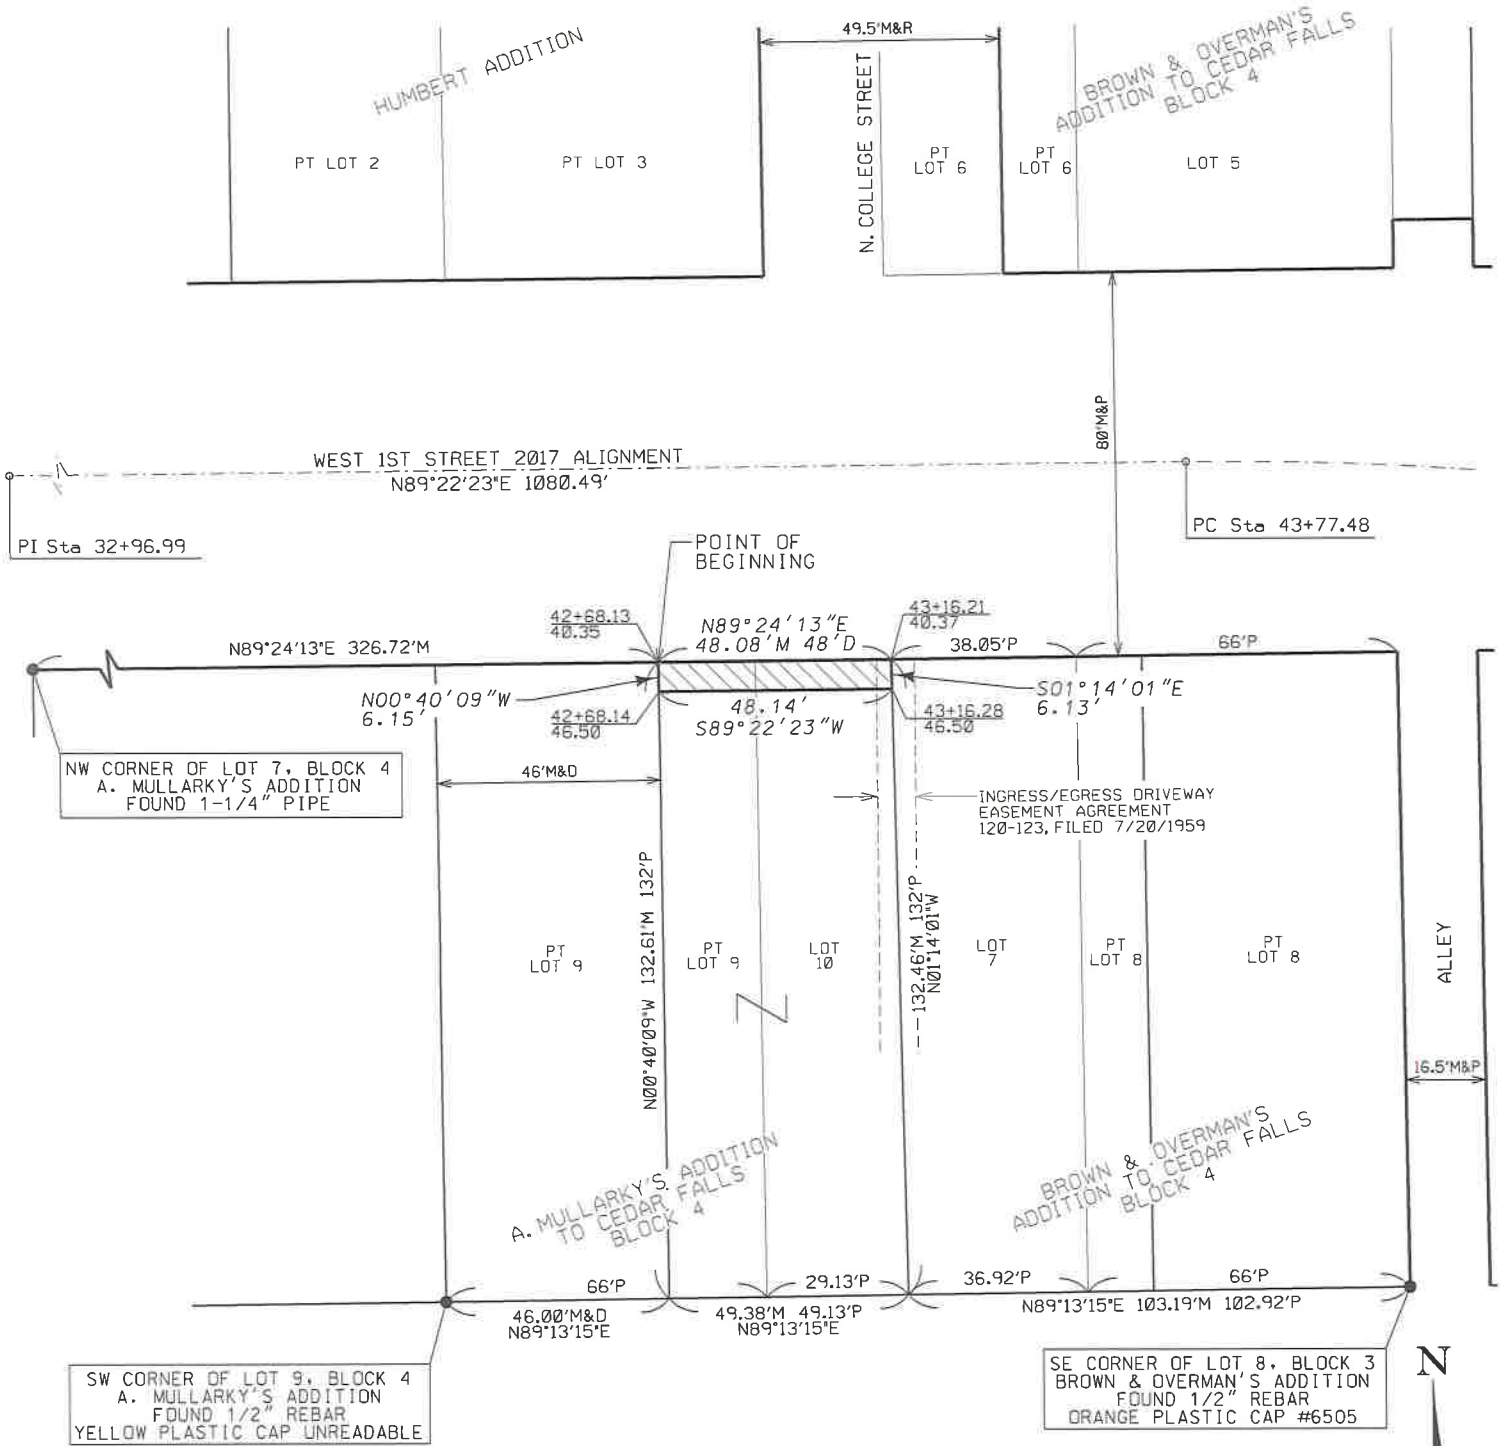 49.5'M&R
HUMBERT ADDITION
BROWN & OVERMAN'S
ADDITION TO CEDAR FALLS
BLOCK 4
N. COLLEGE STREET
PT LOT 2
PT LOT 3
PT
LOT 6
PT
LOT 6
LOT 5
80'M&P
WEST 1ST STREET 2017 ALIGNMENT
N89°22'23"E 1080.49'
PI Sta 32+96.99
PC Sta 43+77.48
POINT OF
BEGINNING
42+68.13
40.35
N89°24'13"E
48.08'M 48'D
43+16.21
40.37
N89°24'13"E 326.72'M
38.05'P
66'P
N00°40'09"W
6.15'
S01°14'01"E
6.13'
42+68.14
46.50
48.14'
S89°22'23"W
43+16.28
46.50
NW CORNER OF LOT 7, BLOCK 4
A. MULLARKY'S ADDITION
FOUND 1-1/4" PIPE
46'M&D
INGRESS/EGRESS DRIVEWAY
EASEMENT AGREEMENT
120-123, FILED 7/20/1959
N00°40'09"W 132.61'M 132'P
132.46'M 132'P
N01°14'01"W
PT
LOT 9
PT
LOT 9
LOT
10
LOT
7
PT
LOT 8
PT
LOT 8
ALLEY
16.5'M&P
A. MULLARKY'S ADDITION
TO CEDAR FALLS
BLOCK 4
BROWN & OVERMAN'S
ADDITION TO CEDAR FALLS
BLOCK 4
66'P
29.13'P
36.92'P
66'P
46.00'M&D
N89°13'15"E
49.38'M 49.13'P
N89°13'15"E
N89°13'15"E 103.19'M 102.92'P
SW CORNER OF LOT 9, BLOCK 4
A. MULLARKY'S ADDITION
FOUND 1/2" REBAR
YELLOW PLASTIC CAP UNREADABLE
SE CORNER OF LOT 8, BLOCK 3
BROWN & OVERMAN'S ADDITION
FOUND 1/2" REBAR
ORANGE PLASTIC CAP #6505
N